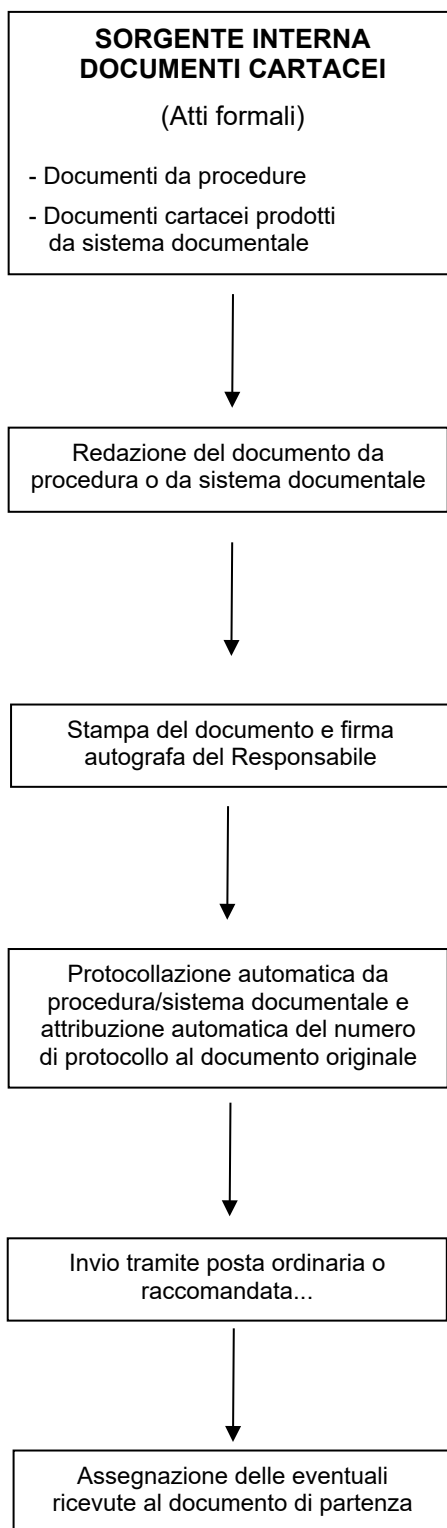 SORGENTE INTERNA
DOCUMENTI CARTACEI
(Atti formali)
- Documenti da procedure
- Documenti cartacei prodotti
da sistema documentale
Redazione del documento da
procedura o da sistema documentale
Stampa del documento e firma
autografa del Responsabile
Protocollazione automatica da
procedura/sistema documentale e
attribuzione automatica del numero
di protocollo al documento originale
Invio tramite posta ordinaria o
raccomandata...
Assegnazione delle eventuali
ricevute al documento di partenza